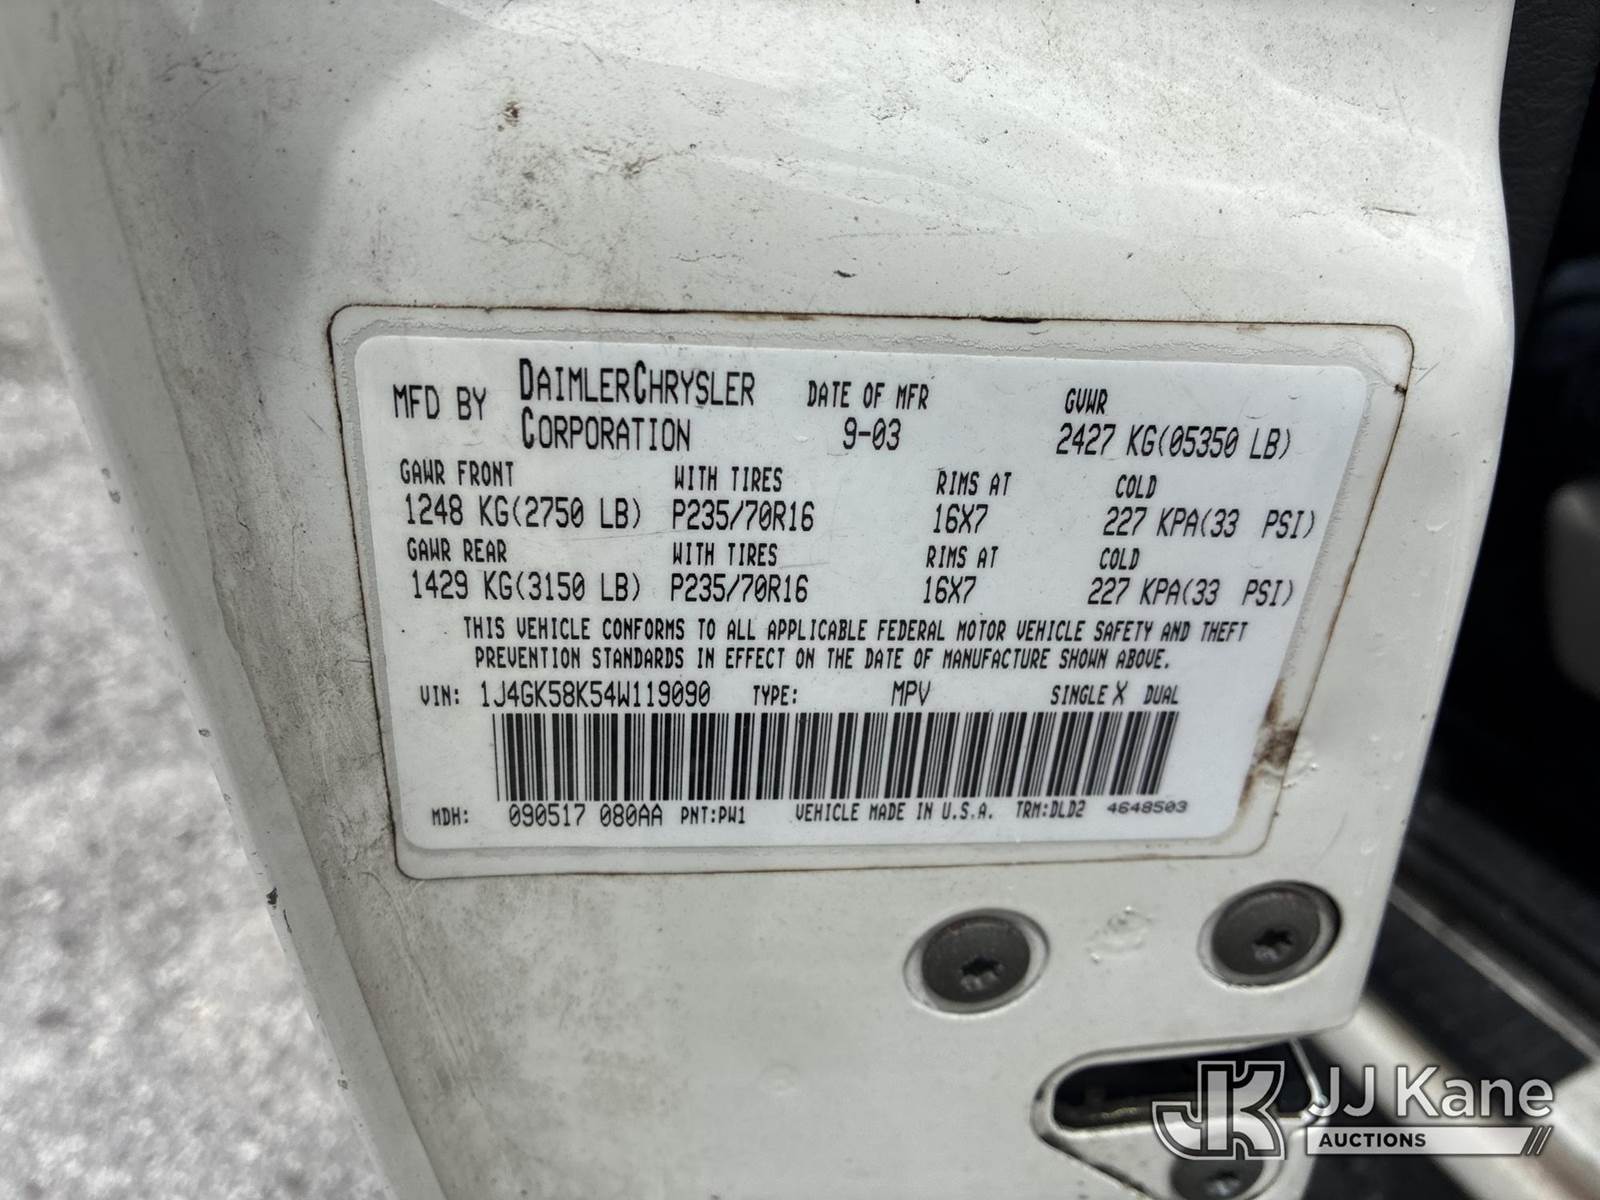 MFD BY DAIMLERCHRYSLER CORPORATION DATE OF MFR 9-03 GVWR 2427 KG(05350 LB)
GAWR FRONT WITH TIRES RIMS AT COLD
1248 KG(2750 LB) P235/70R16 16X7 227 KPA(33 PSI)
GAWR REAR WITH TIRES RIMS AT COLD
1429 KG(3150 LB) P235/70R16 16X7 227 KPA(33 PSI)
THIS VEHICLE CONFORMS TO ALL APPLICABLE FEDERAL MOTOR VEHICLE SAFETY AND THEFT
PREVENTION STANDARDS IN EFFECT ON THE DATE OF MANUFACTURE SHOWN ABOVE.
VIN: 1J4GK58K54W119090 TYPE: MPV SINGLE X DUAL
MDH: 090517 080AA PNT:PW1 VEHICLE MADE IN U.S.A. TRM:DLD2 4648503
JK JJ Kane
AUCTIONS